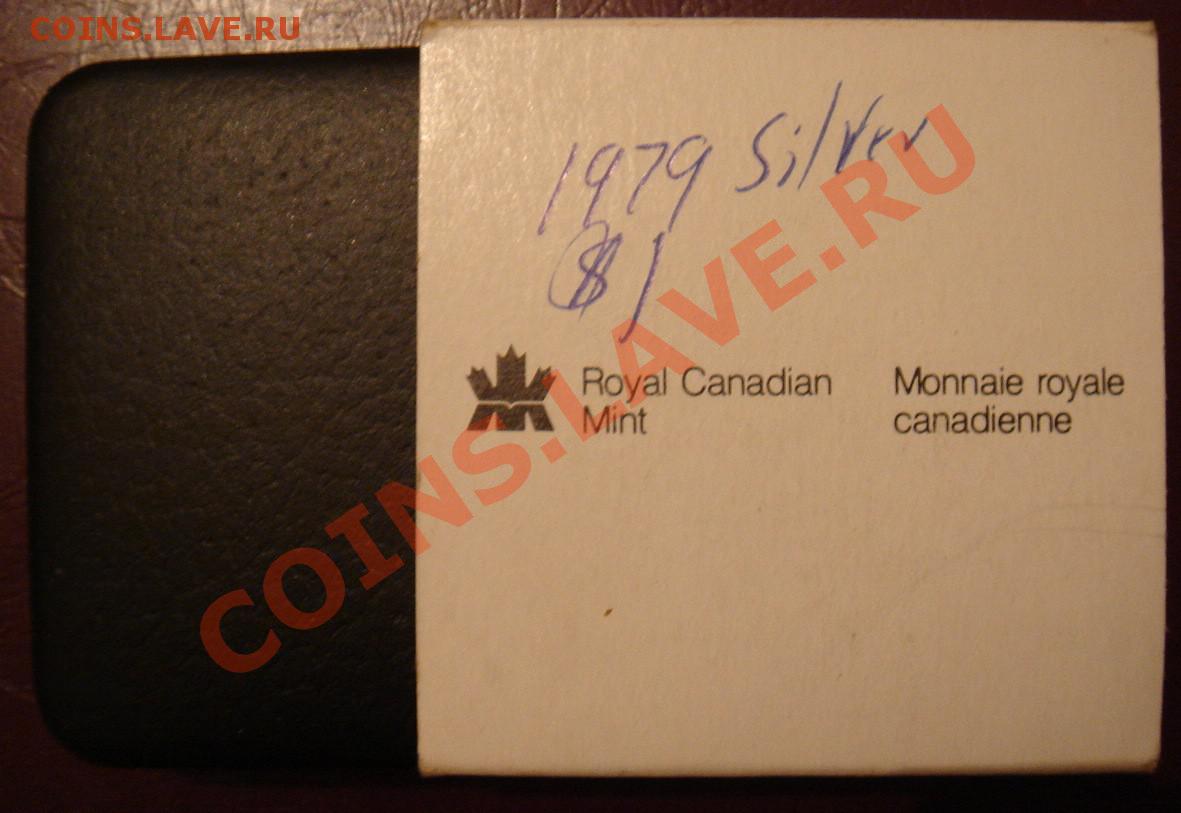 COINS.LAVE.RU
1979 Silver
$1
Royal Canadian Mint
Monnaie royale canadienne
COINS.LAVE.RU